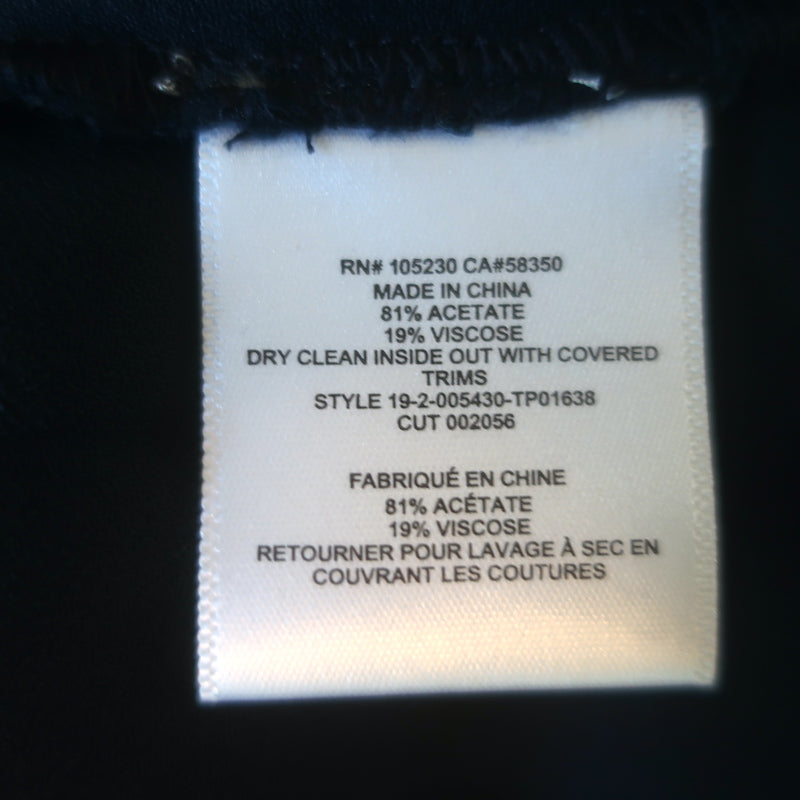 RN# 105230 CA#58350
MADE IN CHINA
81% ACETATE
19% VISCOSE
DRY CLEAN INSIDE OUT WITH COVERED
TRIMS
STYLE 19-2-005430-TP01638
CUT 002056
FABRIQUÉ EN CHINE
81% ACÉTATE
19% VISCOSE
RETOURNER POUR LAVAGE À SEC EN
COUVRANT LES COUTURES